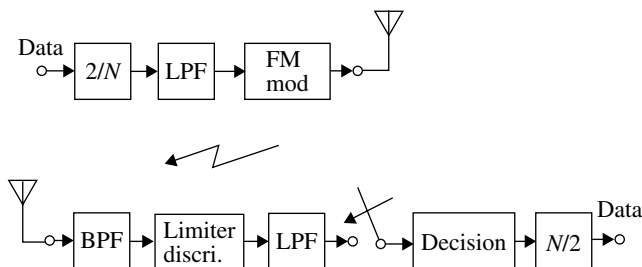 Data
2/N
LPF
FM
mod
BPF
Limiter
discri.
LPF
Decision
N/2
Data